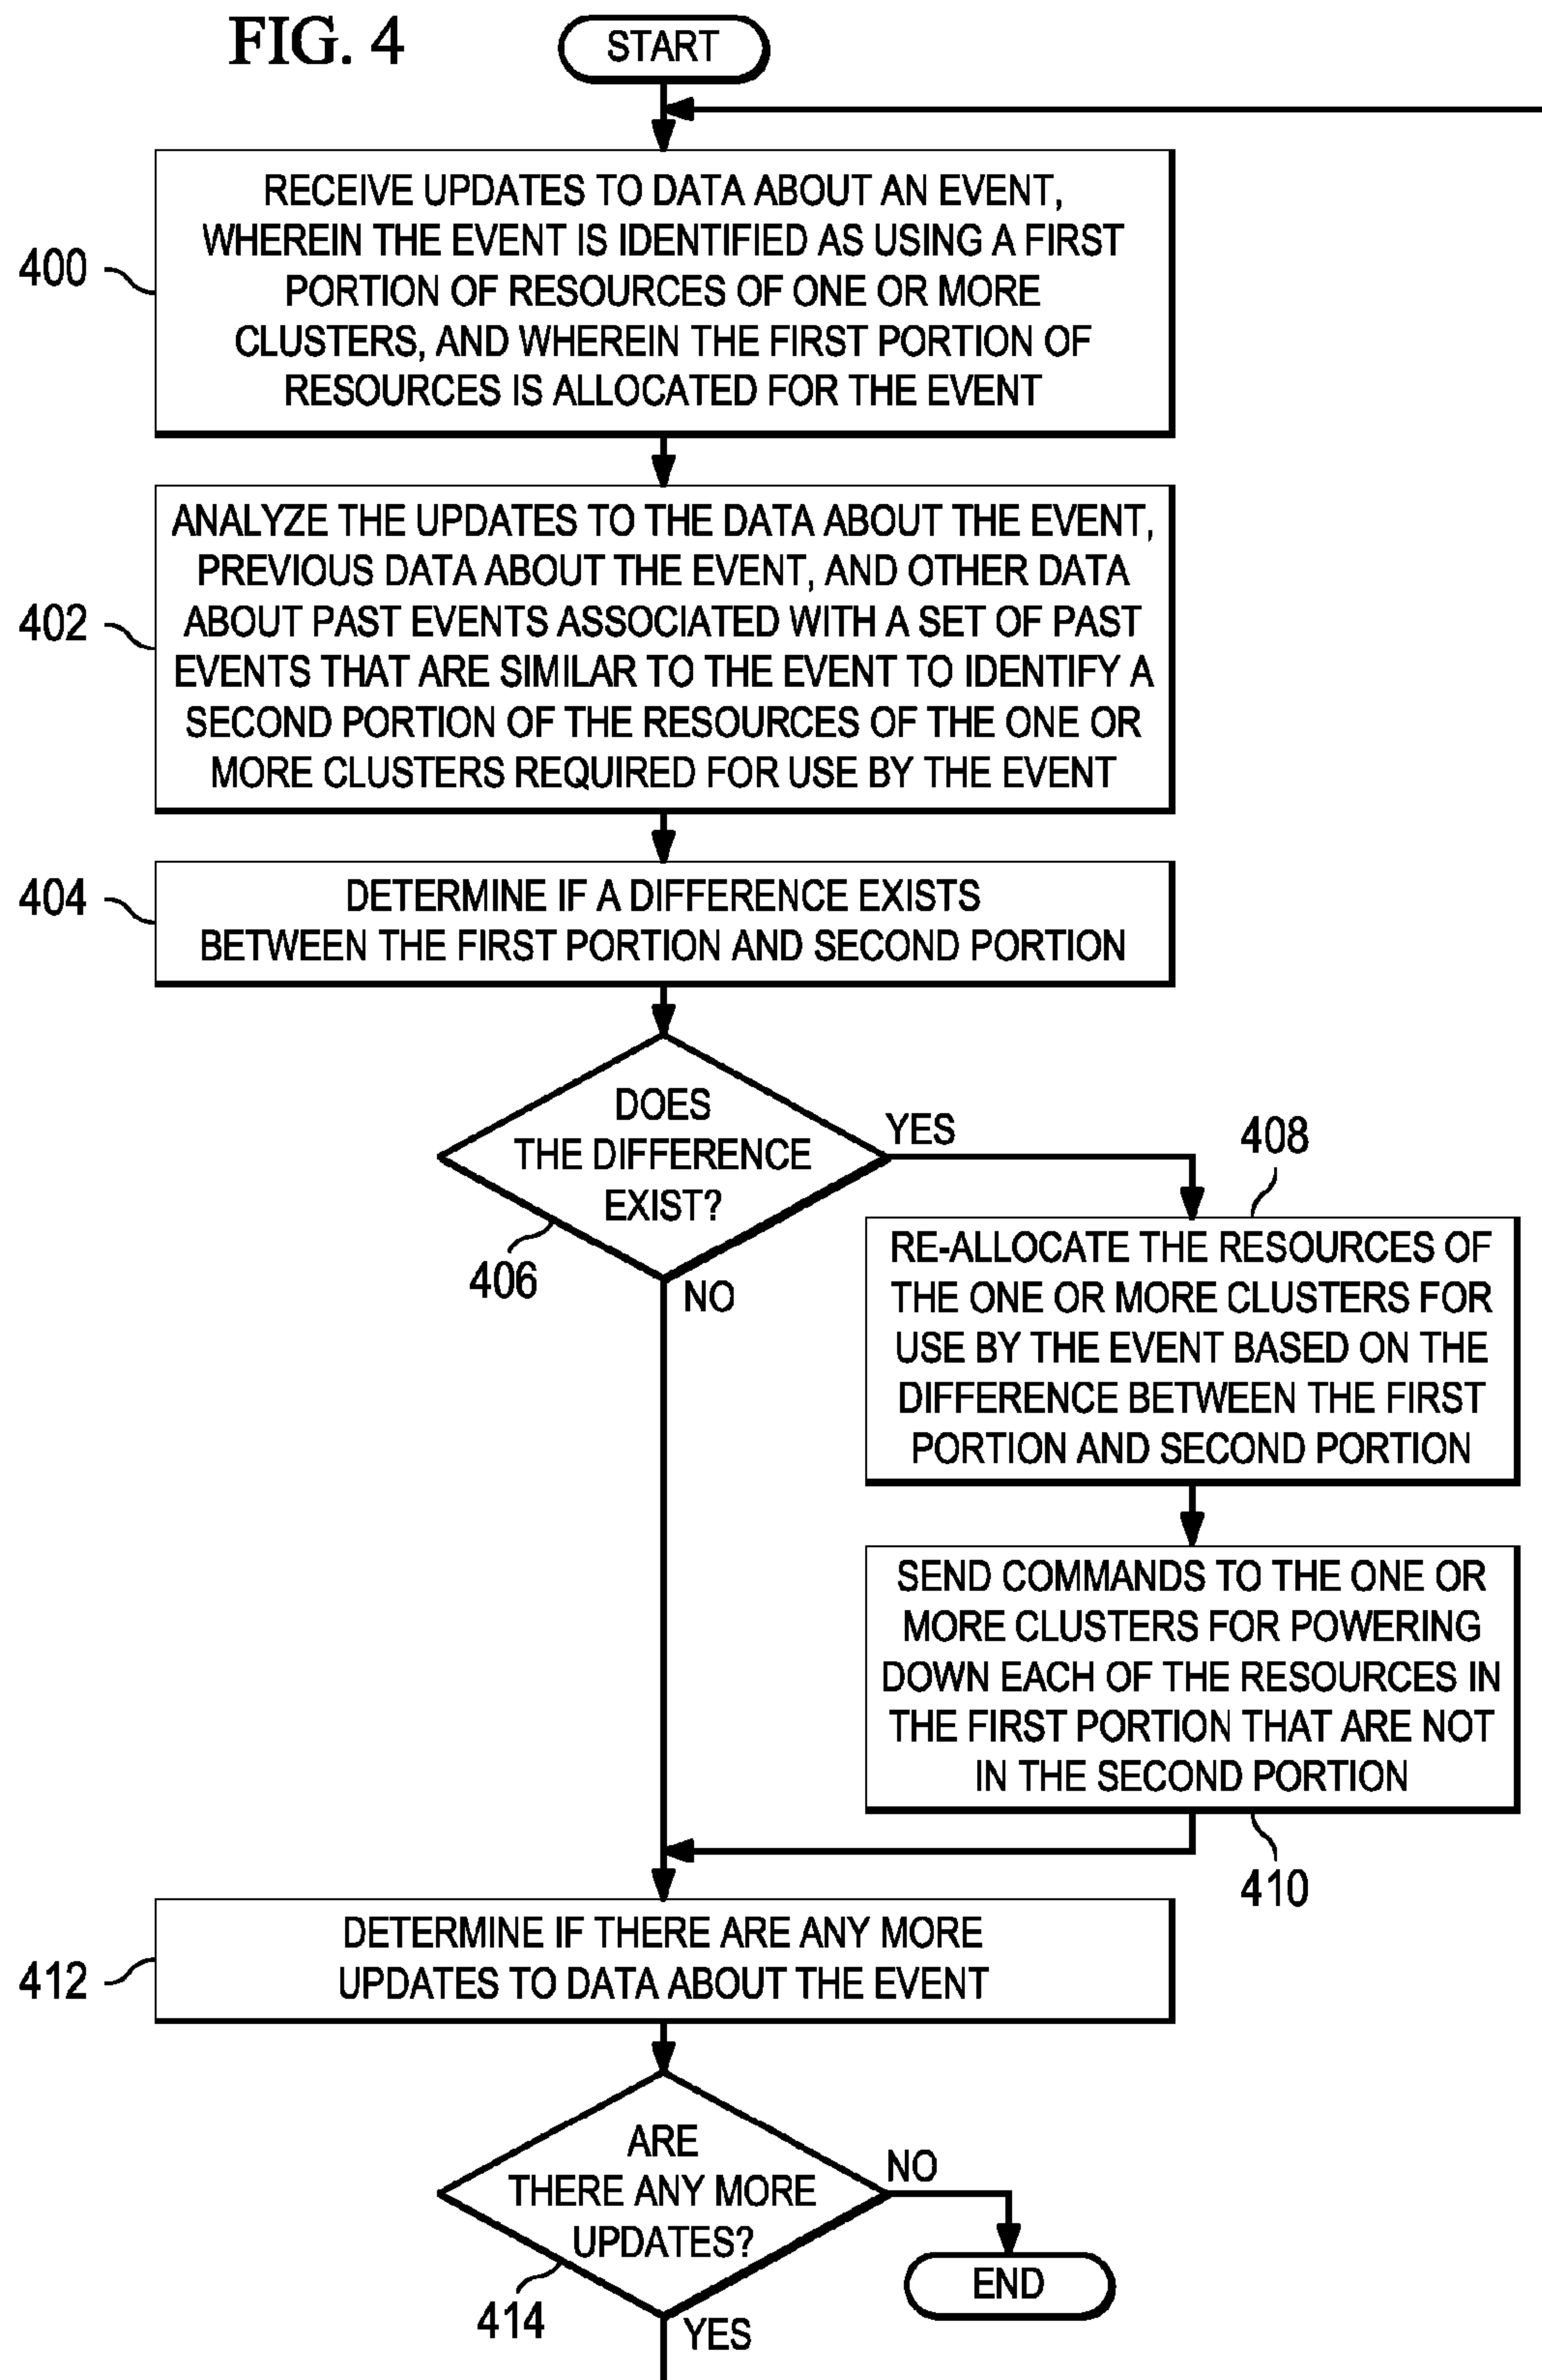 FIG. 4
START
400
RECEIVE UPDATES TO DATA ABOUT AN EVENT,
WHEREIN THE EVENT IS IDENTIFIED AS USING A FIRST
PORTION OF RESOURCES OF ONE OR MORE
CLUSTERS, AND WHEREIN THE FIRST PORTION OF
RESOURCES IS ALLOCATED FOR THE EVENT
402
ANALYZE THE UPDATES TO THE DATA ABOUT THE EVENT,
PREVIOUS DATA ABOUT THE EVENT, AND OTHER DATA
ABOUT PAST EVENTS ASSOCIATED WITH A SET OF PAST
EVENTS THAT ARE SIMILAR TO THE EVENT TO IDENTIFY A
SECOND PORTION OF THE RESOURCES OF THE ONE OR
MORE CLUSTERS REQUIRED FOR USE BY THE EVENT
404
DETERMINE IF A DIFFERENCE EXISTS
BETWEEN THE FIRST PORTION AND SECOND PORTION
DOES
THE DIFFERENCE
EXIST?
406
YES
NO
408
RE-ALLOCATE THE RESOURCES OF
THE ONE OR MORE CLUSTERS FOR
USE BY THE EVENT BASED ON THE
DIFFERENCE BETWEEN THE FIRST
PORTION AND SECOND PORTION
SEND COMMANDS TO THE ONE OR
MORE CLUSTERS FOR POWERING
DOWN EACH OF THE RESOURCES IN
THE FIRST PORTION THAT ARE NOT
IN THE SECOND PORTION
410
412
DETERMINE IF THERE ARE ANY MORE
UPDATES TO DATA ABOUT THE EVENT
ARE
THERE ANY MORE
UPDATES?
414
NO
END
YES